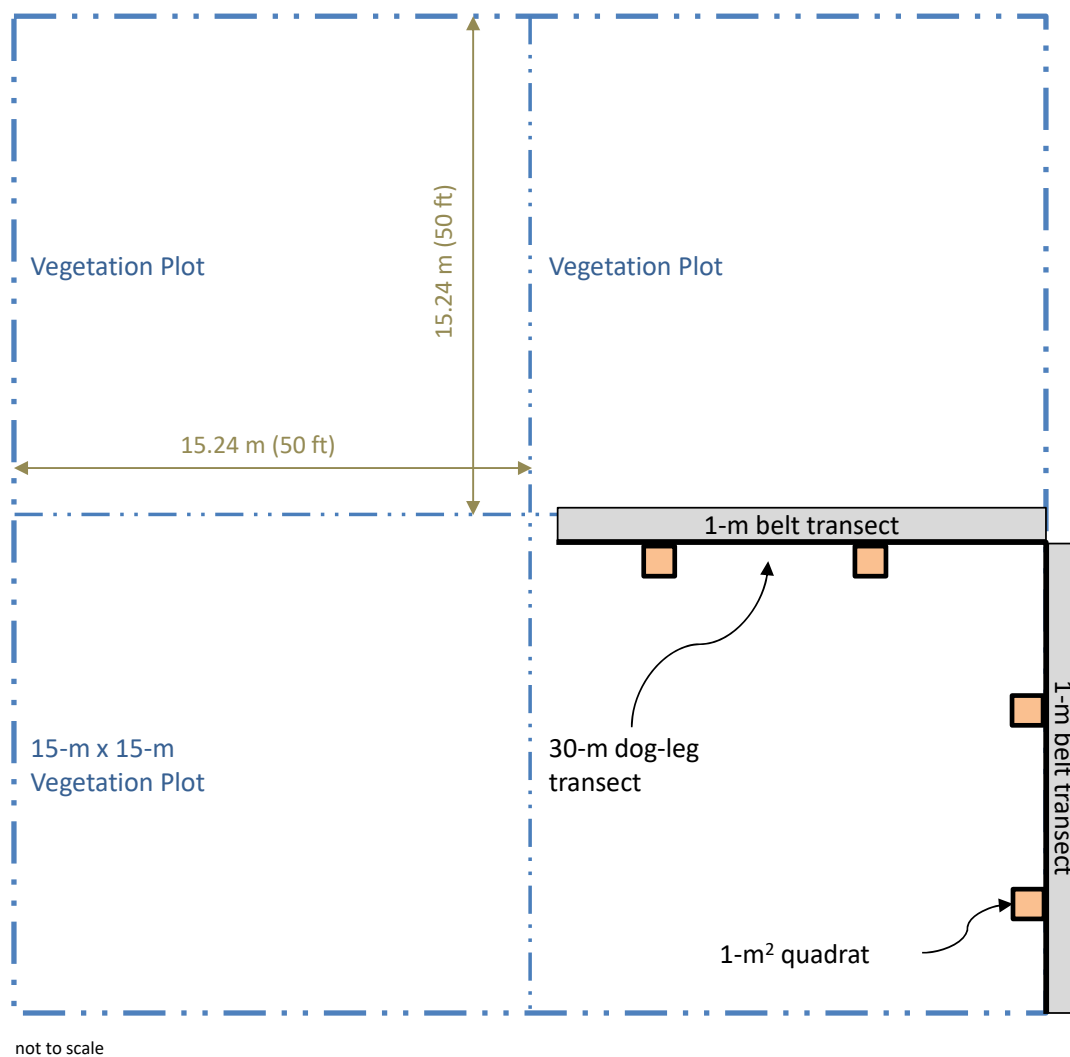 Vegetation Plot
Vegetation Plot
15.24 m (50 ft)
15.24 m (50 ft)
1-m belt transect
1-m belt transect
15-m x 15-m
Vegetation Plot
30-m dog-leg
transect
1-m² quadrat
not to scale